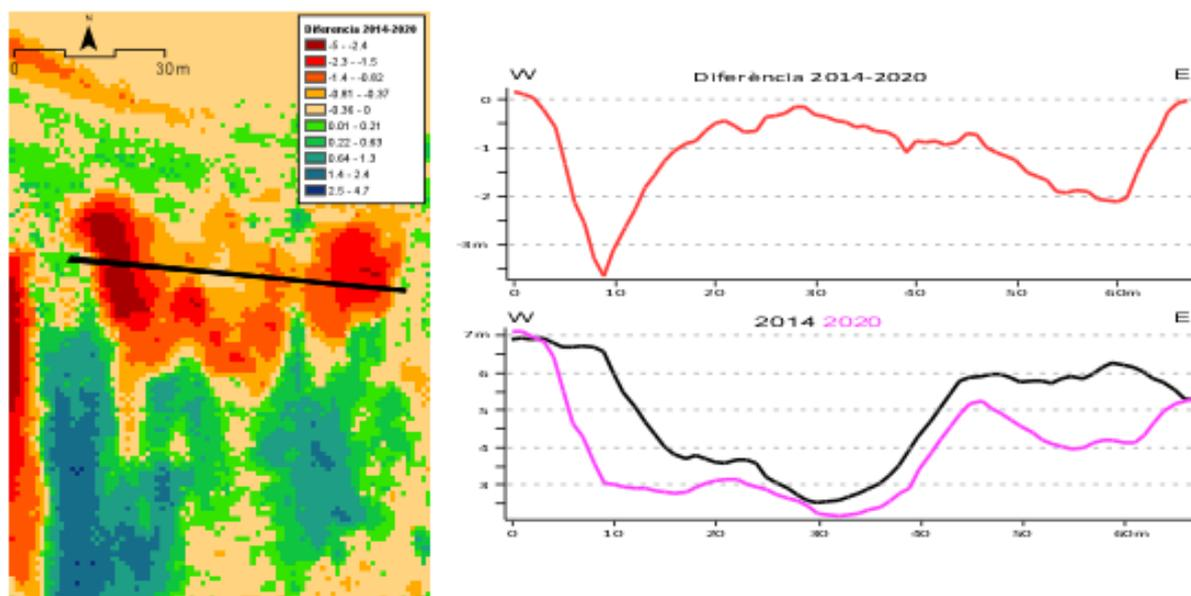 N
0 30m
Diferencia 2014-2020
-5 - -2.4
-2.3 - -1.5
-1.4 - -0.82
-0.81 - -0.37
-0.36 - 0
0.01 - 0.21
0.22 - 0.63
0.64 - 1.3
1.4 - 2.4
2.5 - 4.7
W Diferència 2014-2020 E
0
-1
-2
-3m
0 10 20 30 40 50 60m
W 2014 2020 E
7m
6
5
4
3
0 10 20 30 40 50 60m